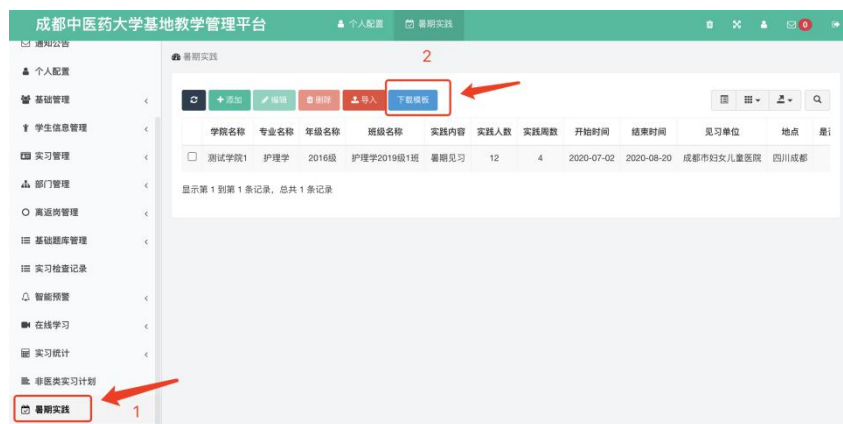 成都中医药大学基地教学管理平台
个人配置
暑期实践
0
通知公告
个人配置
基础管理
学生信息管理
实习管理
部门管理
离返岗管理
基础题库管理
实习检查记录
智能预警
在线学习
实习统计
非医类实习计划
暑期实践
1
暑期实践
2
添加 编辑 删除 导入 下载模板
学院名称 专业名称 年级名称 班级名称 实践内容 实践人数 实践周数 开始时间 结束时间 见习单位 地点
测试学院1 护理学 2016级 护理学2019级1班 暑期见习 12 4 2020-07-02 2020-08-20 成都市妇女儿童医院 四川成都
显示第 1 到第 1 条记录，总共 1 条记录